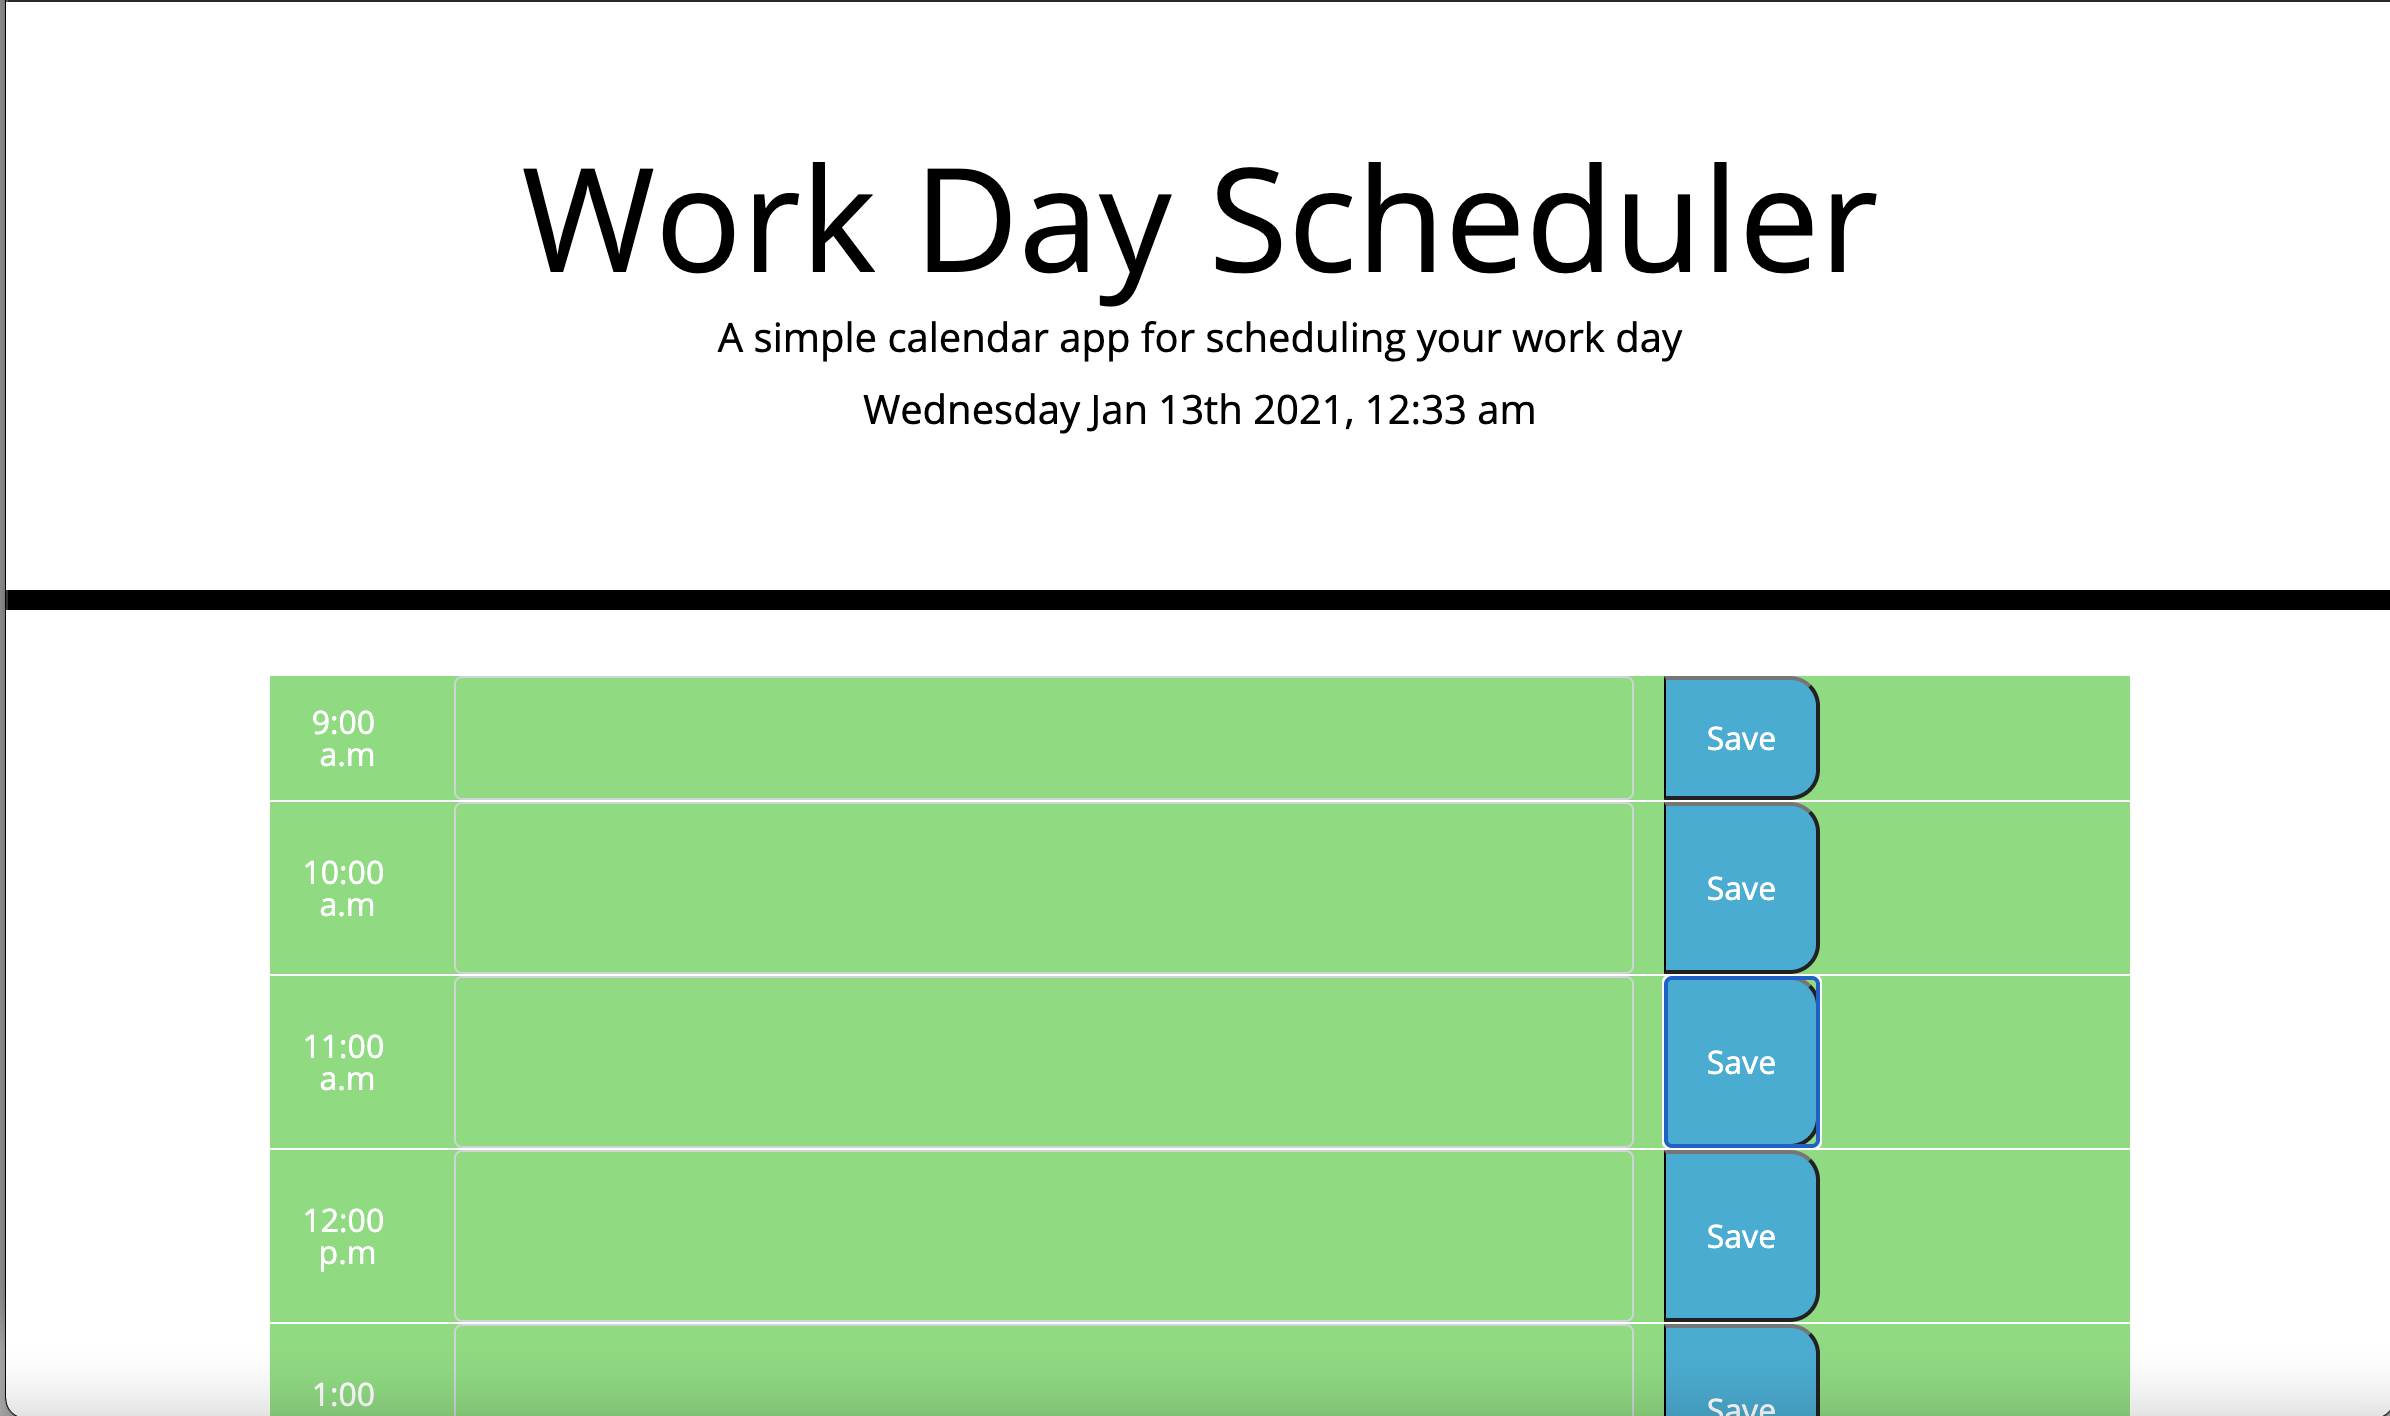 Work Day Scheduler
A simple calendar app for scheduling your work day
Wednesday Jan 13th 2021, 12:33 am
9:00
a.m
Save
10:00
a.m
Save
11:00
a.m
Save
12:00
p.m
Save
1:00
Save